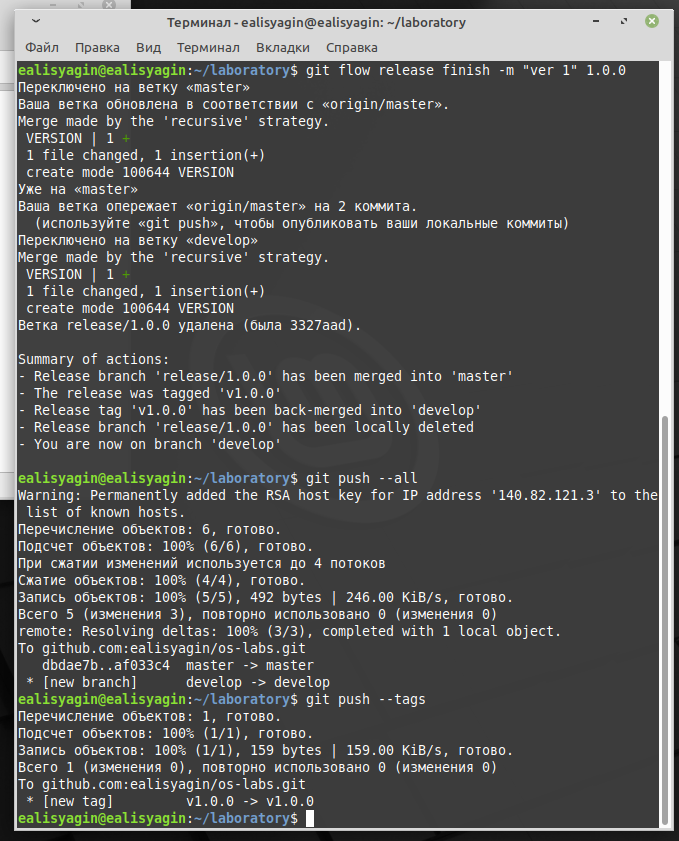 Терминал - ealisyagin@ealisyagin: ~/laboratory
Файл Правка Вид Терминал Вкладки Справка
ealisyagin@ealisyagin:~/laboratory$ git flow release finish -m "ver 1" 1.0.0
Переключено на ветку «master»
Ваша ветка обновлена в соответствии с «origin/master».
Merge made by the 'recursive' strategy.
 VERSION | 1 +
 1 file changed, 1 insertion(+)
 create mode 100644 VERSION
Уже на «master»
Ваша ветка опережает «origin/master» на 2 коммита.
  (используйте «git push», чтобы опубликовать ваши локальные коммиты)
Переключено на ветку «develop»
Merge made by the 'recursive' strategy.
 VERSION | 1 +
 1 file changed, 1 insertion(+)
 create mode 100644 VERSION
Ветка release/1.0.0 удалена (была 3327aad).
Summary of actions:
- Release branch 'release/1.0.0' has been merged into 'master'
- The release was tagged 'v1.0.0'
- Release tag 'v1.0.0' has been back-merged into 'develop'
- Release branch 'release/1.0.0' has been locally deleted
- You are now on branch 'develop'
ealisyagin@ealisyagin:~/laboratory$ git push --all
Warning: Permanently added the RSA host key for IP address '140.82.121.3' to the
 list of known hosts.
Перечисление объектов: 6, готово.
Подсчет объектов: 100% (6/6), готово.
При сжатии изменений используется до 4 потоков
Сжатие объектов: 100% (4/4), готово.
Запись объектов: 100% (5/5), 492 bytes | 246.00 KiB/s, готово.
Всего 5 (изменения 3), повторно использовано 0 (изменения 0)
remote: Resolving deltas: 100% (3/3), completed with 1 local object.
To github.com:ealisyagin/os-labs.git
   dbdae7b..af033c4  master -> master
 * [new branch]      develop -> develop
ealisyagin@ealisyagin:~/laboratory$ git push --tags
Перечисление объектов: 1, готово.
Подсчет объектов: 100% (1/1), готово.
Запись объектов: 100% (1/1), 159 bytes | 159.00 KiB/s, готово.
Всего 1 (изменения 0), повторно использовано 0 (изменения 0)
To github.com:ealisyagin/os-labs.git
 * [new tag]         v1.0.0 -> v1.0.0
ealisyagin@ealisyagin:~/laboratory$